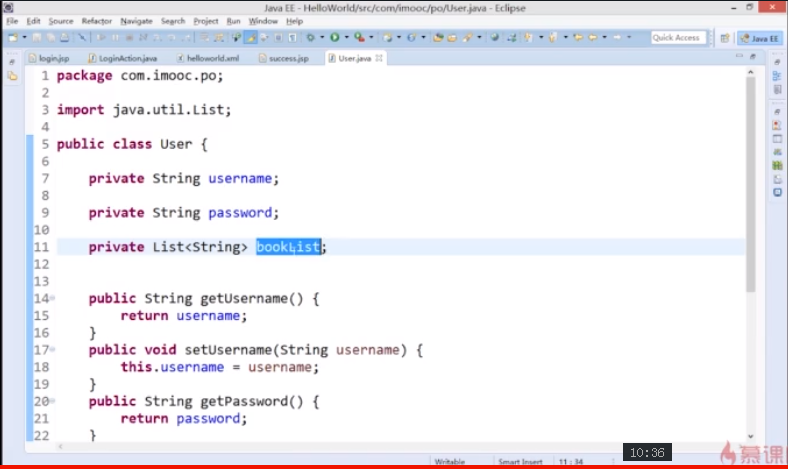 Java EE - HelloWorld/src/com/imooc/po/User.java - Eclipse
File Edit Source Refactor Navigate Search Project Run Window Help
Quick Access
Java EE
login.jsp LoginAction.java helloworld.xml success.jsp User.java
1 package com.imooc.po;
2
3 import java.util.List;
4
5 public class User {
6
7 private String username;
8
9 private String password;
10
11 private List<String> bookList;
12
13
14 public String getUsername() {
15 return username;
16 }
17 public void setUsername(String username) {
18 this.username = username;
19 }
20 public String getPassword() {
21 return password;
22 }
Writable Smart Insert 11 : 34
10:36
慕课